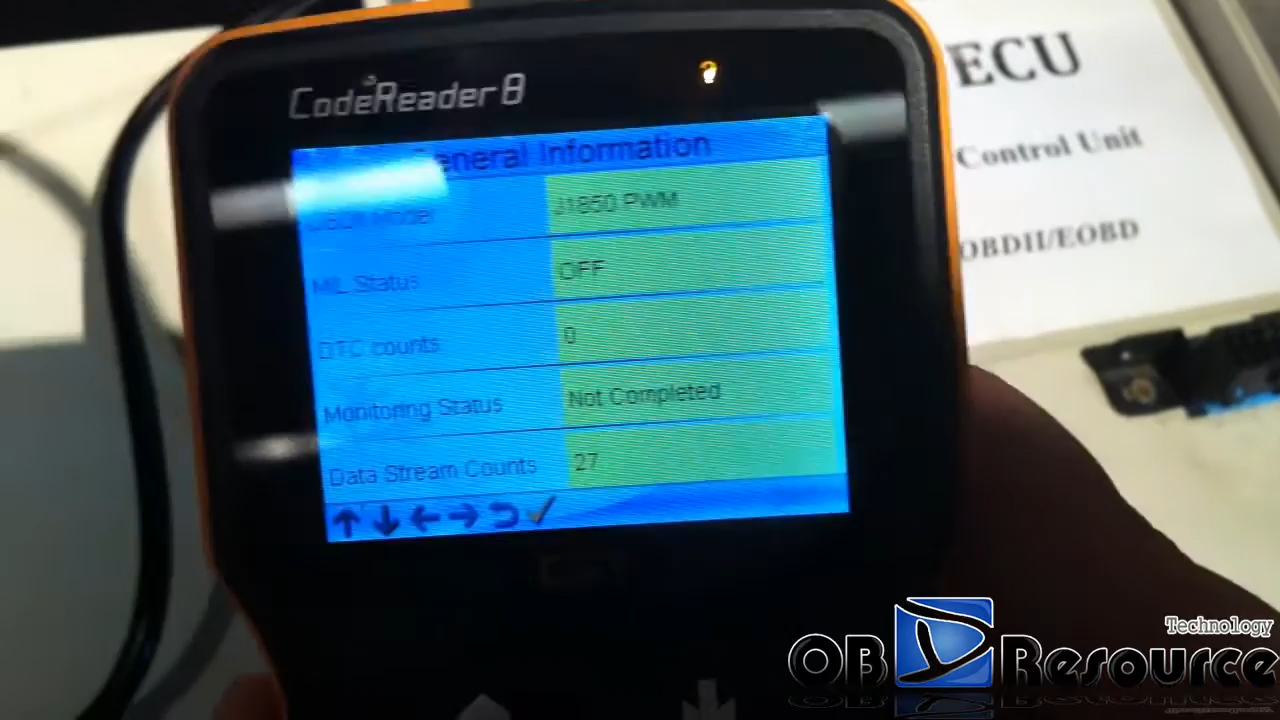 CodeReader 8
General Information
Model J1850 PWM
MIL Status OFF
DTC counts 0
Monitoring Status Not Completed
Data Stream Counts 27
ECU
Control Unit
OBDII/EOBD
Technology
OBD Resource